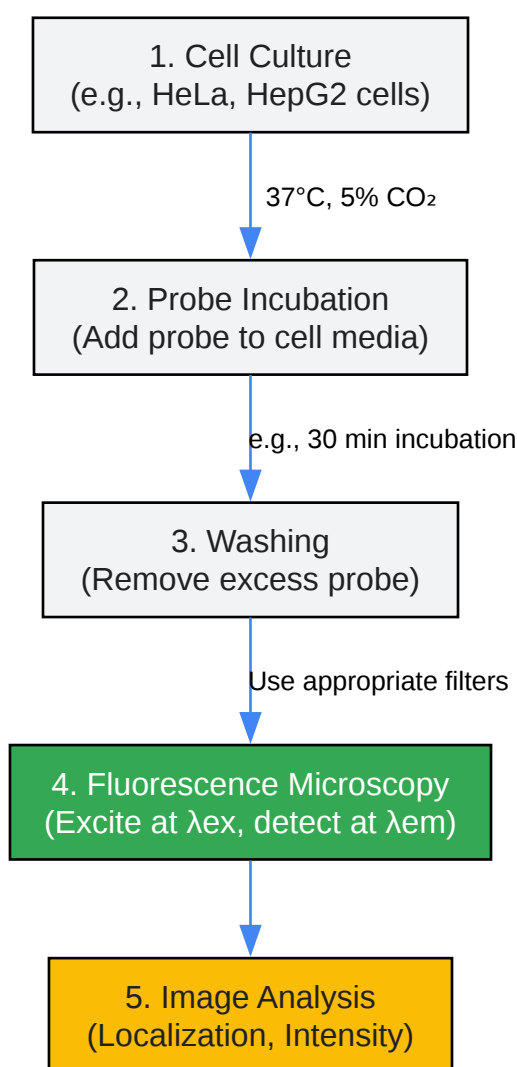 1. Cell Culture
(e.g., HeLa, HepG2 cells)
37°C, 5% CO₂
2. Probe Incubation
(Add probe to cell media)
e.g., 30 min incubation
3. Washing
(Remove excess probe)
Use appropriate filters
4. Fluorescence Microscopy
(Excite at λex, detect at λem)
5. Image Analysis
(Localization, Intensity)